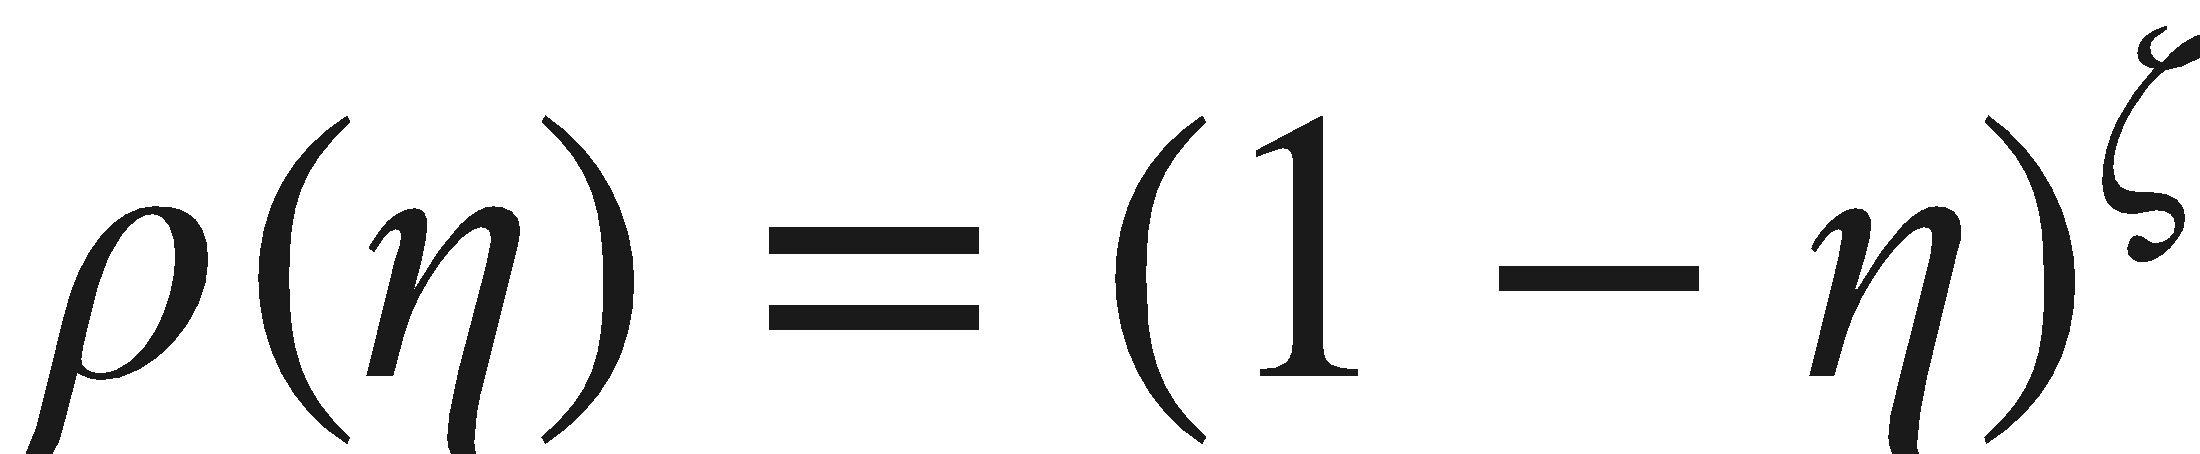 ρ(η) = (1 − η)^ζ